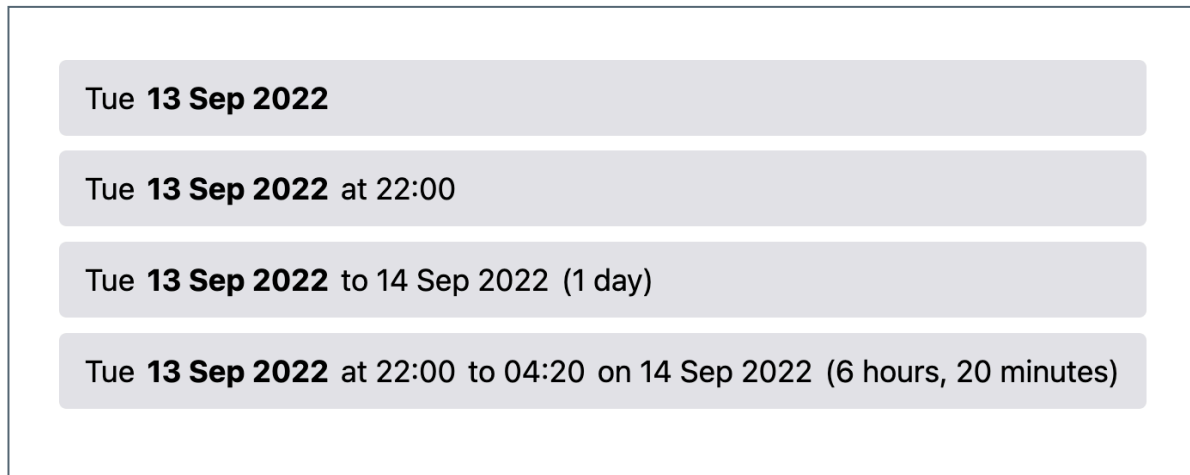 Tue 13 Sep 2022
Tue 13 Sep 2022 at 22:00
Tue 13 Sep 2022 to 14 Sep 2022 (1 day)
Tue 13 Sep 2022 at 22:00 to 04:20 on 14 Sep 2022 (6 hours, 20 minutes)